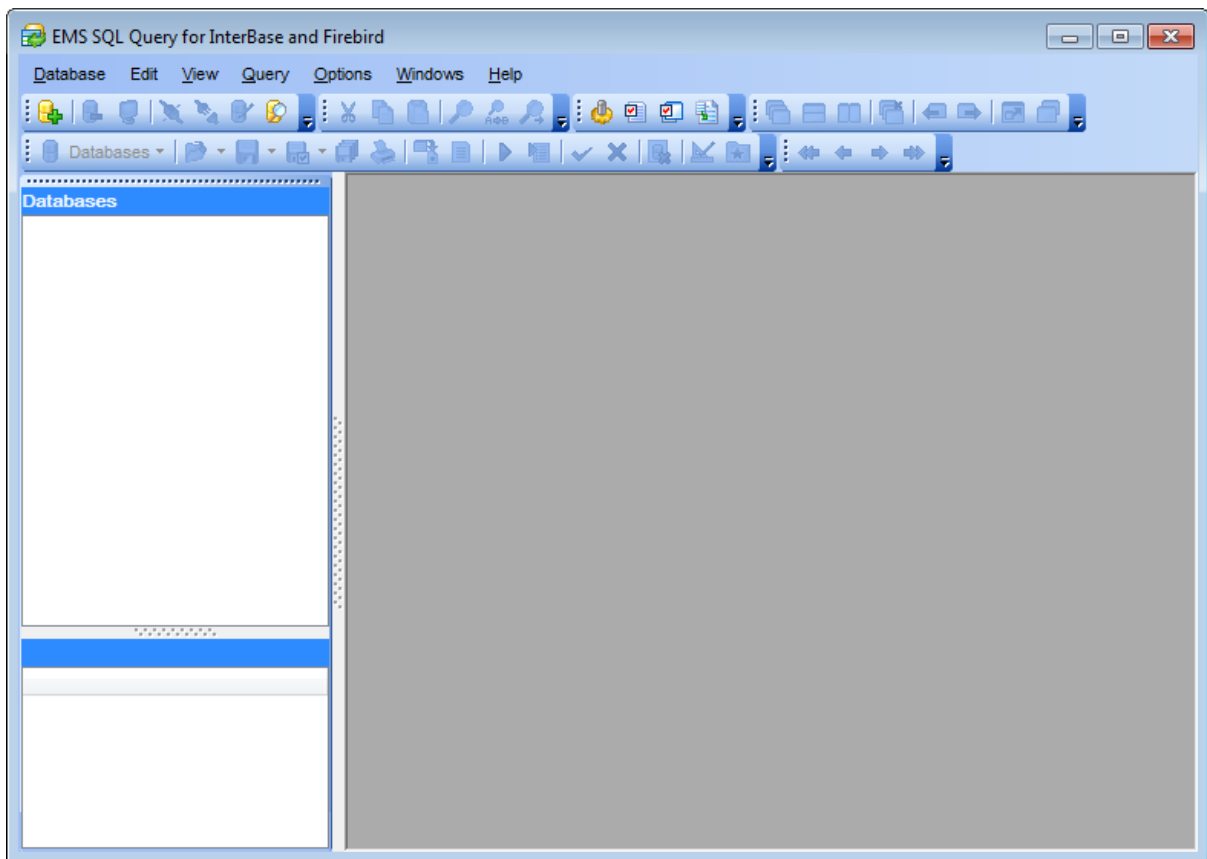 EMS SQL Query for InterBase and Firebird
Database Edit View Query Options Windows Help
Databases
Databases